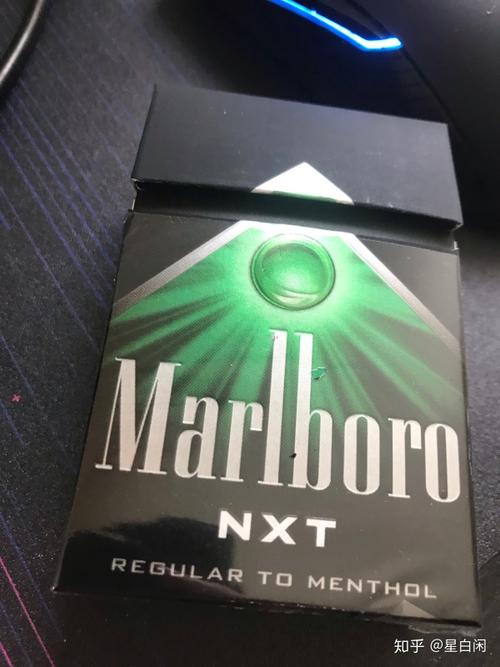 Marlboro
NXT
REGULAR TO MENTHOL
知乎 @星白闲